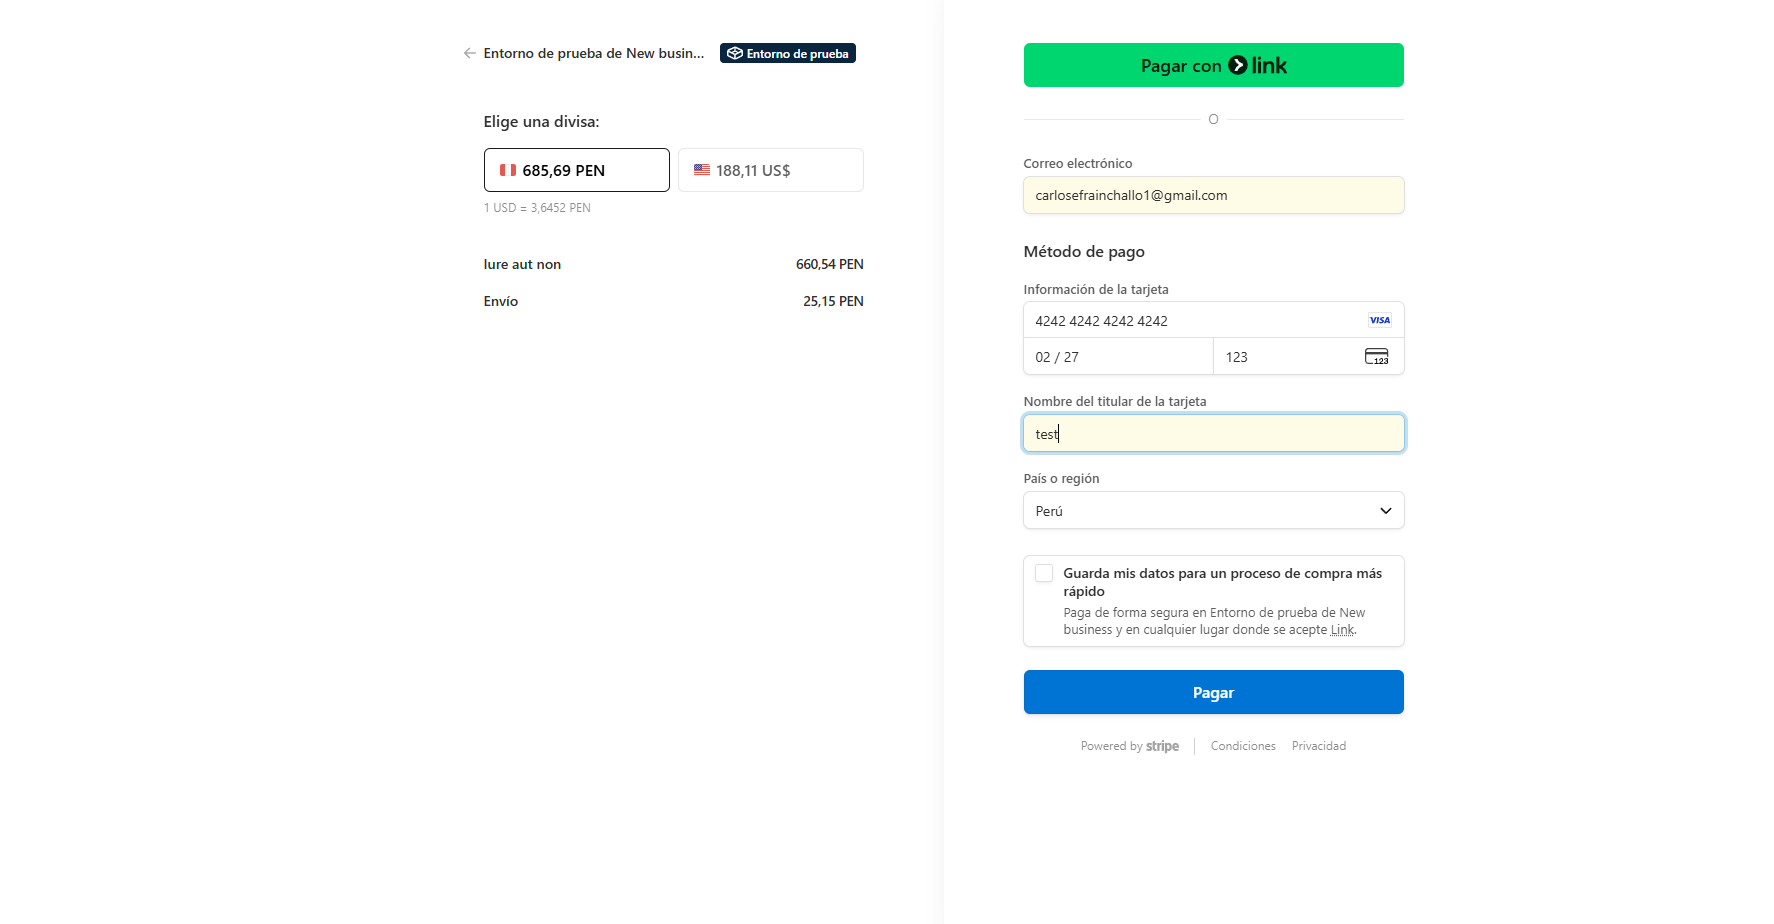 Entorno de prueba de New busin...
Entorno de prueba
Elige una divisa:
685,69 PEN
188,11 US$
1 USD = 3,6452 PEN
Iure aut non
660,54 PEN
Envío
25,15 PEN
Pagar con link
O
Correo electrónico
carlosefrainchallo1@gmail.com
Método de pago
Información de la tarjeta
4242 4242 4242 4242
VISA
02 / 27
123
123
Nombre del titular de la tarjeta
test
País o región
Perú
Guarda mis datos para un proceso de compra más
rápido
Paga de forma segura en Entorno de prueba de New
business y en cualquier lugar donde se acepte Link.
Pagar
Powered by stripe
Condiciones
Privacidad